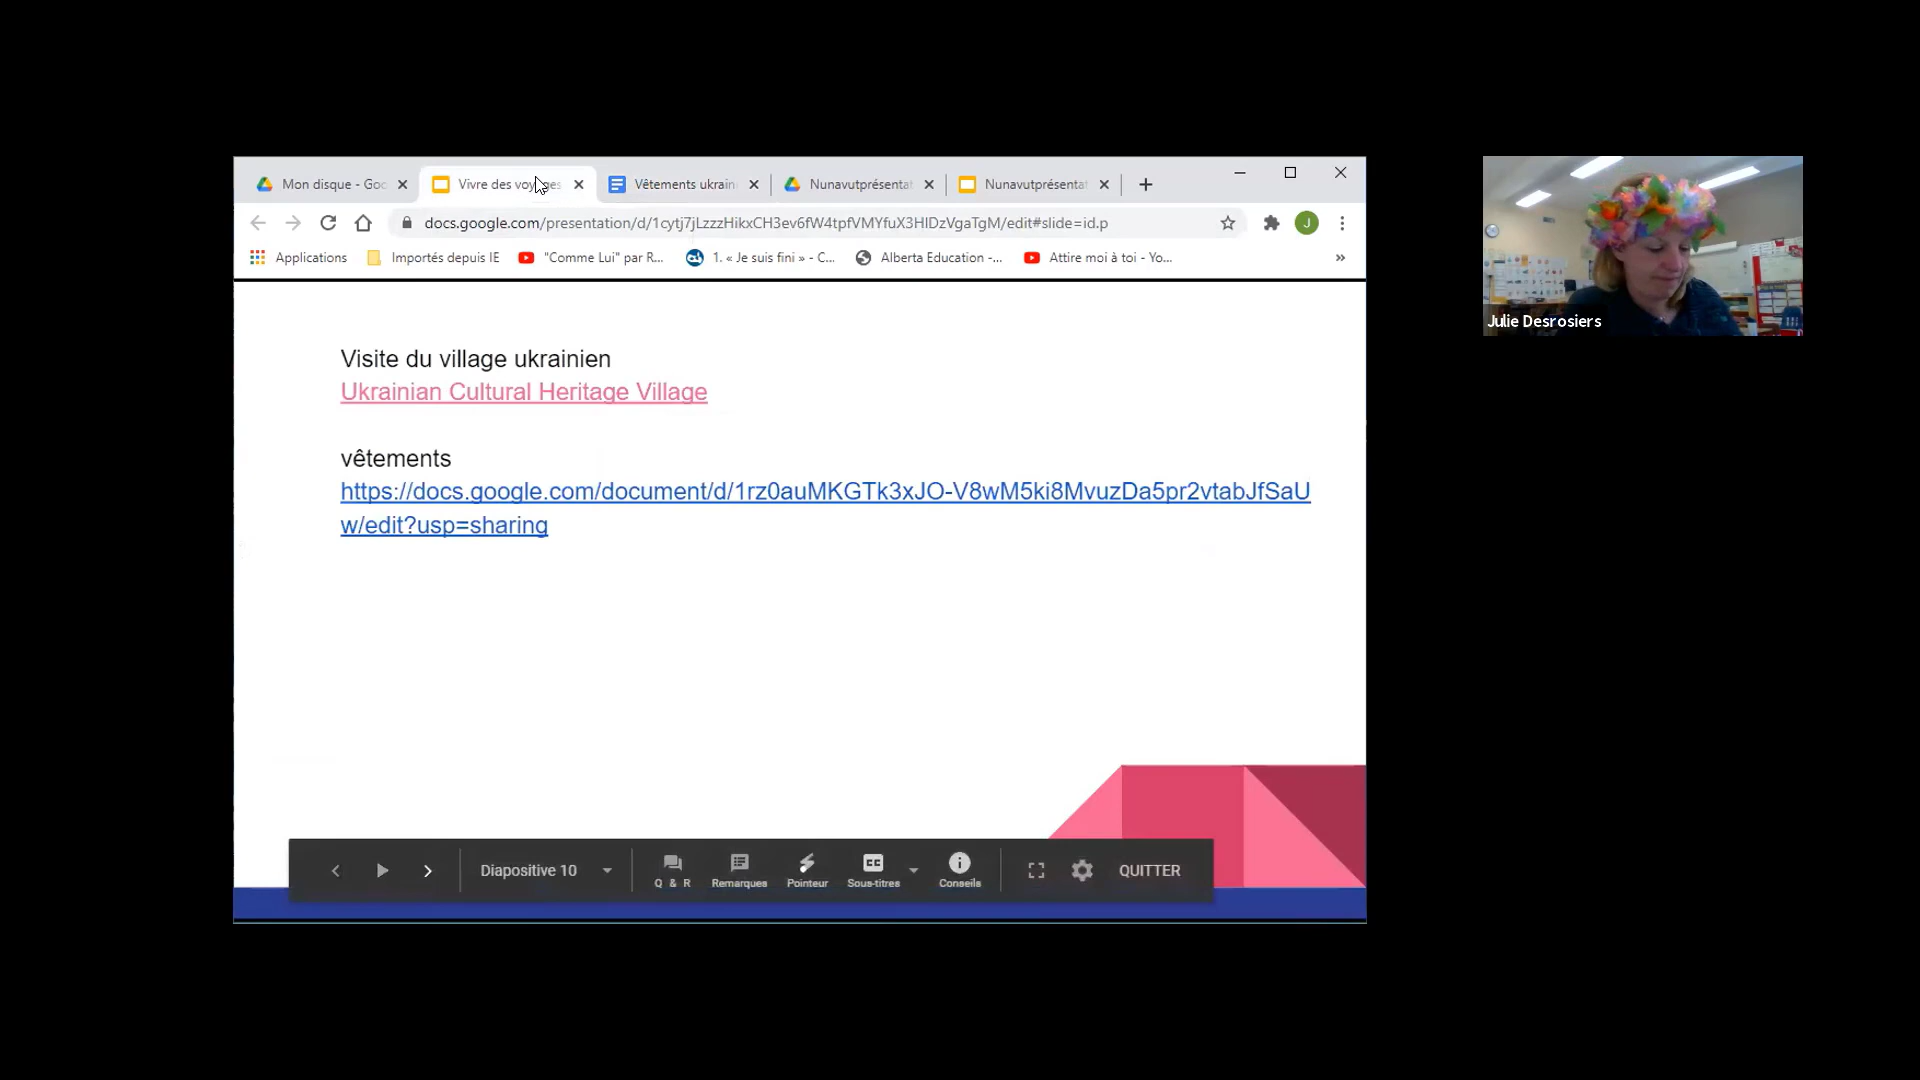 Mon disque - Goo
Vivre des voyages
Vêtements ukrain
Nunavutprésentat
Nunavutprésentat
docs.google.com/presentation/d/1cytj7jLzzzHikxCH3ev6fW4tpfVMYfuX3HIDzVgaTgM/edit#slide=id.p
J
Applications
Importés depuis IE
"Comme Lui" par R...
1. « Je suis fini » - C...
Alberta Education -...
Attire moi à toi - Yo...
»
Visite du village ukrainien
Ukrainian Cultural Heritage Village
vêtements
https://docs.google.com/document/d/1rz0auMKGTk3xJO-V8wM5ki8MvuzDa5pr2vtabJfSaU
w/edit?usp=sharing
Diapositive 10
Q & R
Remarques
Pointeur
CC
Sous-titres
Conseils
QUITTER
Julie Desrosiers